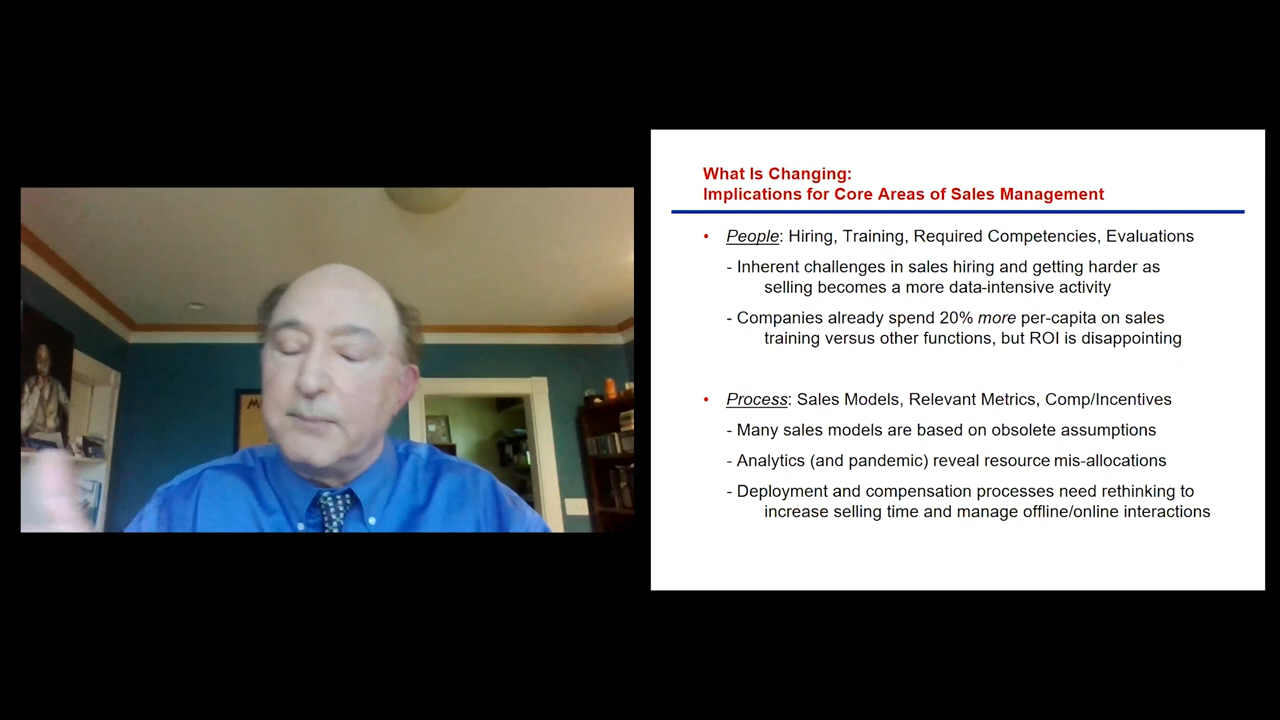 What Is Changing:
Implications for Core Areas of Sales Management
• People: Hiring, Training, Required Competencies, Evaluations
- Inherent challenges in sales hiring and getting harder as
selling becomes a more data-intensive activity
- Companies already spend 20% more per-capita on sales
training versus other functions, but ROI is disappointing
• Process: Sales Models, Relevant Metrics, Comp/Incentives
- Many sales models are based on obsolete assumptions
- Analytics (and pandemic) reveal resource mis-allocations
- Deployment and compensation processes need rethinking to
increase selling time and manage offline/online interactions